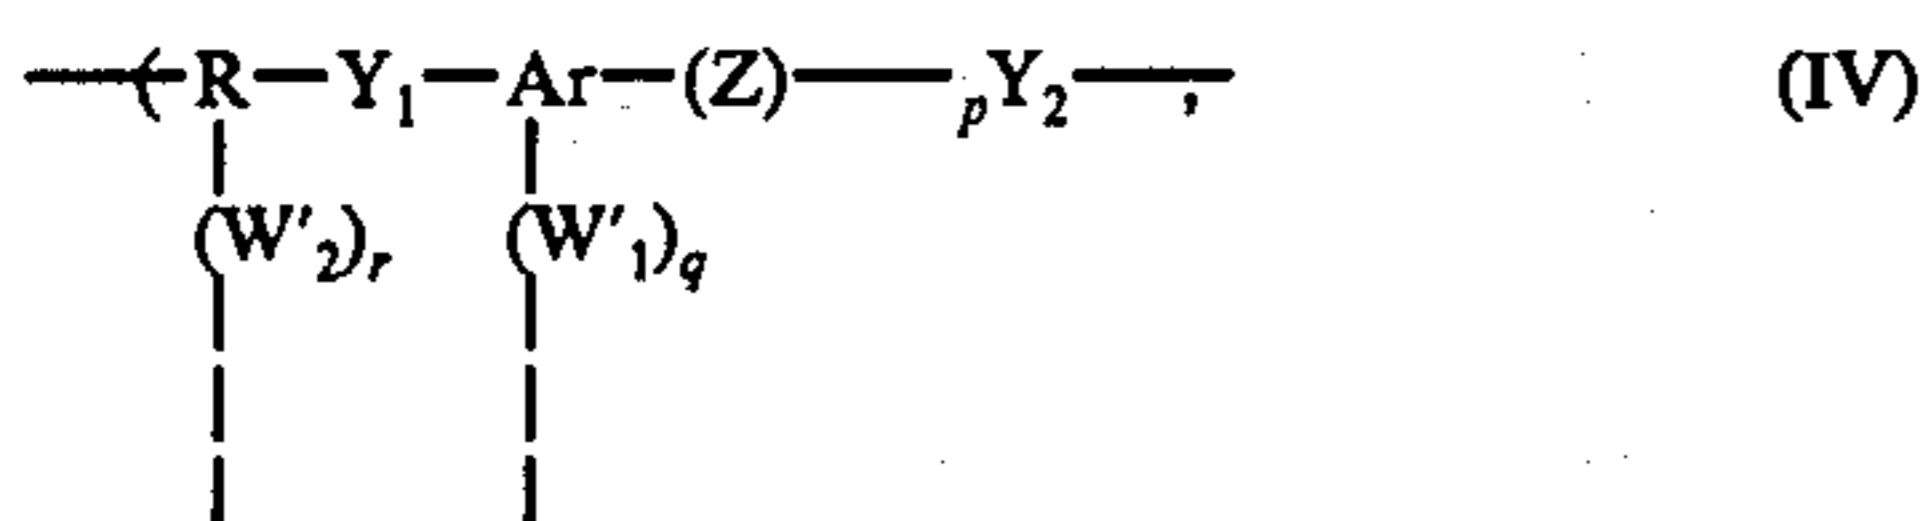 —( R—Y₁—Ar—(Z)—ₚY₂—, (IV)
(W′₂)ᵣ (W′₁)q